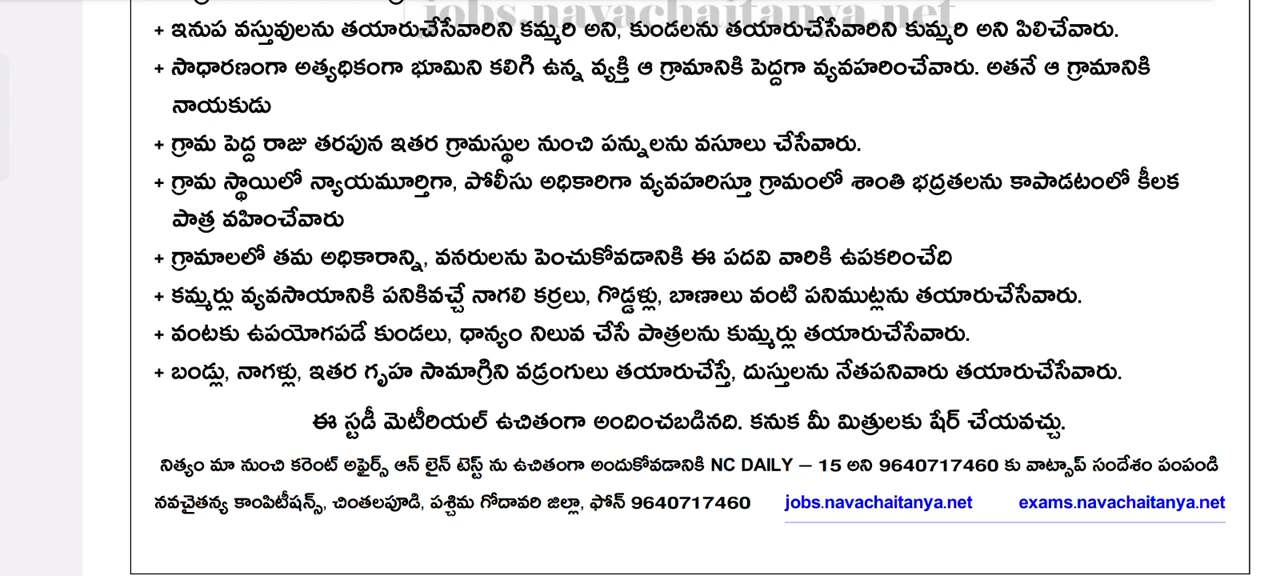 jobs.navachaitanya.net
+ ఇనుప వస్తువులను తయారుచేసేవారిని కమ్మరి అని, కుండలను తయారుచేసేవారిని కుమ్మరి అని పిలిచేవారు.
+ సాధారణంగా అత్యధికంగా భూమిని కలిగి ఉన్న వ్యక్తి ఆ గ్రామానికి పెద్దగా వ్యవహరించేవారు. అతనే ఆ గ్రామానికి
నాయకుడు
+ గ్రామ పెద్ద రాజు తరపున ఇతర గ్రామస్థుల నుంచి పన్నులను వసూలు చేసేవారు.
+ గ్రామ స్థాయిలో న్యాయమూర్తిగా, పోలీసు అధికారిగా వ్యవహరిస్తూ గ్రామంలో శాంతి భద్రతలను కాపాడటంలో కీలక
పాత్ర వహించేవారు
+ గ్రామాలలో తమ అధికారాన్ని, వనరులను పెంచుకోవడానికి ఈ పదవి వారికి ఉపకరించేది
+ కమ్మర్లు వ్యవసాయానికి పనికివచ్చే నాగలి కర్రలు, గొడ్డళ్లు, బాణాలు వంటి పనిముట్లను తయారుచేసేవారు.
+ వంటకు ఉపయోగపడే కుండలు, ధాన్యం నిలువ చేసే పాత్రలను కుమ్మర్లు తయారుచేసేవారు.
+ బండ్లు, నాగళ్లు, ఇతర గృహ సామాగ్రిని వడ్రంగులు తయారుచేస్తే, దుస్తులను నేతపనివారు తయారుచేసేవారు.
ఈ స్టడీ మెటీరియల్ ఉచితంగా అందించబడినది. కనుక మీ మిత్రులకు షేర్ చేయవచ్చు.
నిత్యం మా నుంచి కరెంట్ అఫైర్స్ ఆన్ లైన్ టెస్ట్ ను ఉచితంగా అందుకోవడానికి NC DAILY – 15 అని 9640717460 కు వాట్సాప్ సందేశం పంపండి
నవచైతన్య కాంపిటీషన్స్, చింతలపూడి, పశ్చిమ గోదావరి జిల్లా, ఫోన్ 9640717460 jobs.navachaitanya.net exams.navachaitanya.net